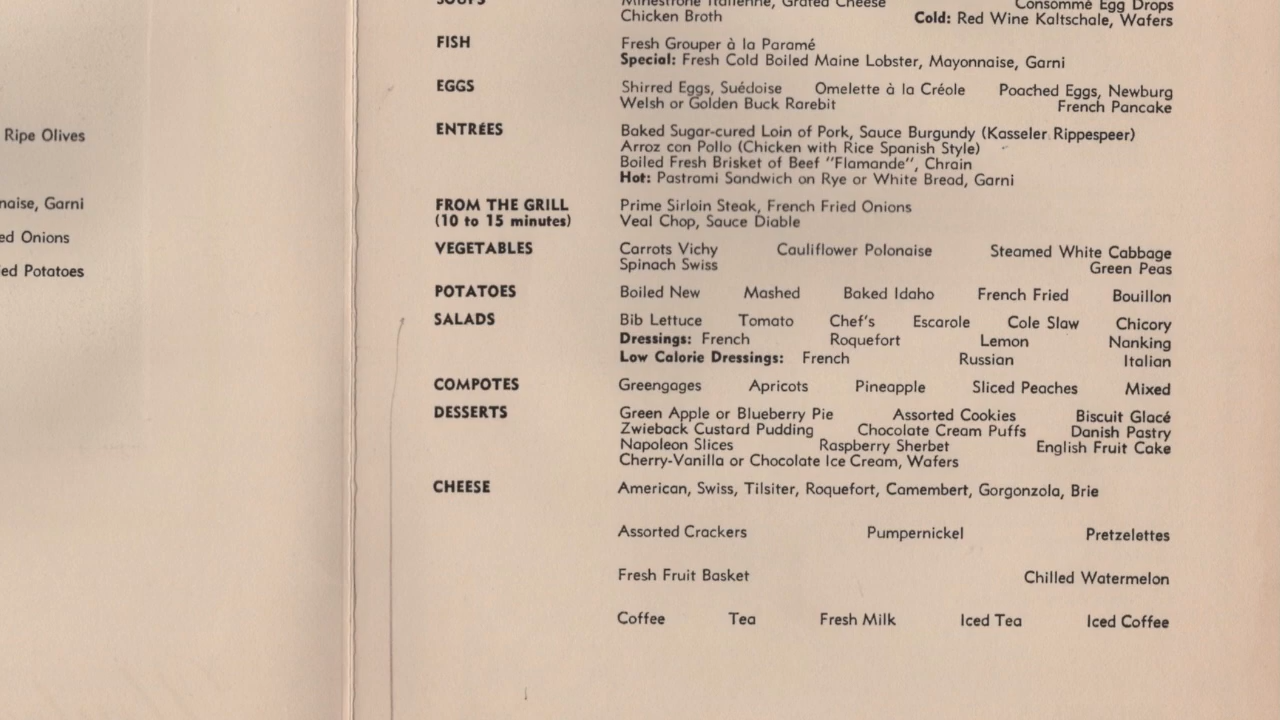 Ripe Olives
naise, Garni
ed Onions
ied Potatoes
SOUPS Minestrone Italienne, Grated Cheese Consommé Egg Drops
Chicken Broth Cold: Red Wine Kaltschale, Wafers
FISH Fresh Grouper à la Paramé
Special: Fresh Cold Boiled Maine Lobster, Mayonnaise, Garni
EGGS Shirred Eggs, Suédoise Omelette à la Créole Poached Eggs, Newburg
Welsh or Golden Buck Rarebit French Pancake
ENTRÉES Baked Sugar-cured Loin of Pork, Sauce Burgundy (Kasseler Rippespeer)
Arroz con Pollo (Chicken with Rice Spanish Style)
Boiled Fresh Brisket of Beef "Flamande", Chrain
Hot: Pastrami Sandwich on Rye or White Bread, Garni
FROM THE GRILL Prime Sirloin Steak, French Fried Onions
(10 to 15 minutes) Veal Chop, Sauce Diable
VEGETABLES Carrots Vichy Cauliflower Polonaise Steamed White Cabbage
Spinach Swiss Green Peas
POTATOES Boiled New Mashed Baked Idaho French Fried Bouillon
SALADS Bib Lettuce Tomato Chef's Escarole Cole Slaw Chicory
Dressings: French Roquefort Lemon Nanking
Low Calorie Dressings: French Russian Italian
COMPOTES Greengages Apricots Pineapple Sliced Peaches Mixed
DESSERTS Green Apple or Blueberry Pie Assorted Cookies Biscuit Glacé
Zwieback Custard Pudding Chocolate Cream Puffs Danish Pastry
Napoleon Slices Raspberry Sherbet English Fruit Cake
Cherry-Vanilla or Chocolate Ice Cream, Wafers
CHEESE American, Swiss, Tilsiter, Roquefort, Camembert, Gorgonzola, Brie
Assorted Crackers Pumpernickel Pretzelettes
Fresh Fruit Basket Chilled Watermelon
Coffee Tea Fresh Milk Iced Tea Iced Coffee